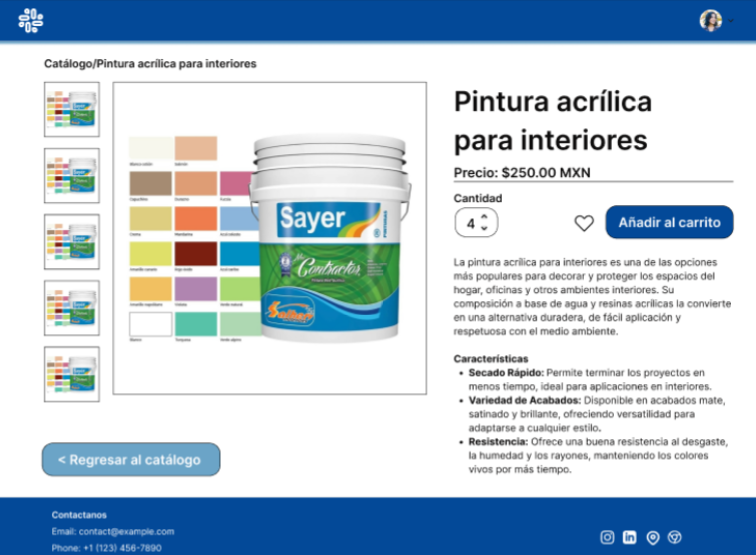 Catálogo/Pintura acrílica para interiores
Sayer
PINTURAS
Contractor
Pintura acrílica
para interiores
Precio: $250.00 MXN
Cantidad
4
Añadir al carrito
La pintura acrílica para interiores es una de las opciones
más populares para decorar y proteger los espacios del
hogar, oficinas y otros ambientes interiores. Su
composición a base de agua y resinas acrílicas la convierte
en una alternativa duradera, de fácil aplicación y
respetuosa con el medio ambiente.
Características
• Secado Rápido: Permite terminar los proyectos en
menos tiempo, ideal para aplicaciones en interiores.
• Variedad de Acabados: Disponible en acabados mate,
satinado y brillante, ofreciendo versatilidad para
adaptarse a cualquier estilo.
• Resistencia: Ofrece una buena resistencia al desgaste,
la humedad y los rayones, manteniendo los colores
vivos por más tiempo.
< Regresar al catálogo
Contactanos
Email: contact@example.com
Phone: +1 (123) 456-7890